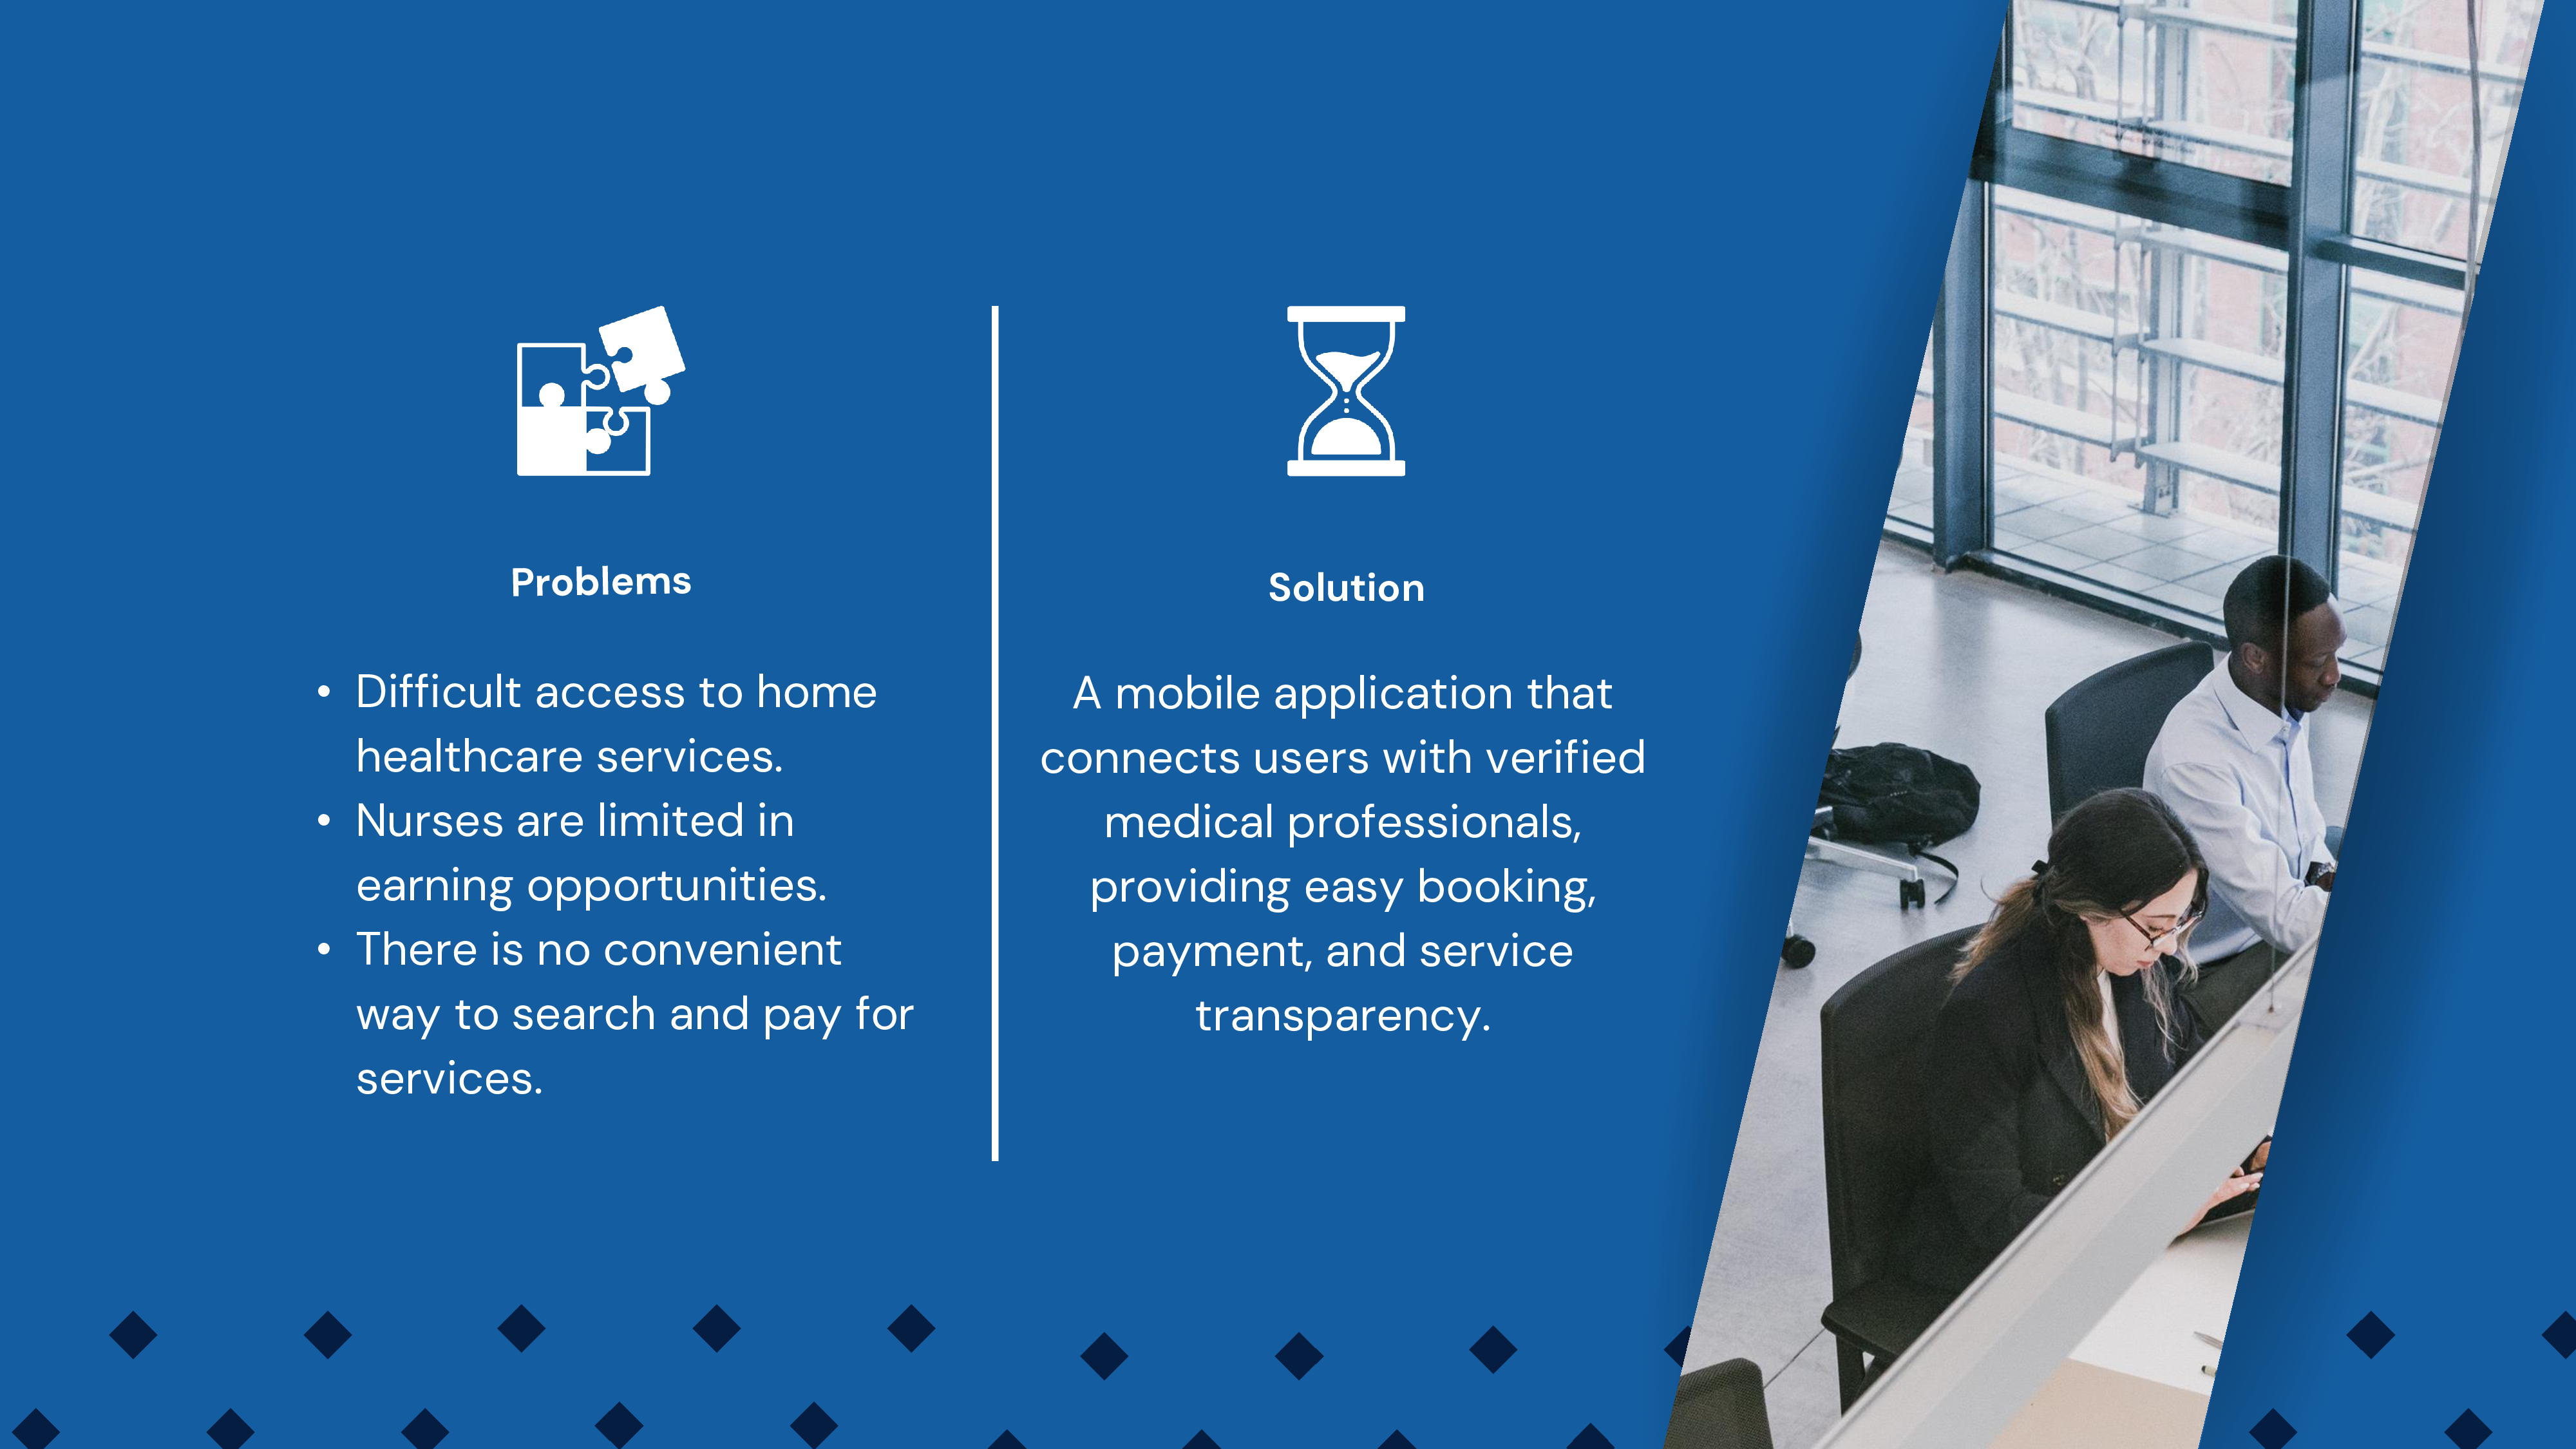 Problems
• Difficult access to home
healthcare services.
• Nurses are limited in
earning opportunities.
• There is no convenient
way to search and pay for
services.
Solution
A mobile application that
connects users with verified
medical professionals,
providing easy booking,
payment, and service
transparency.